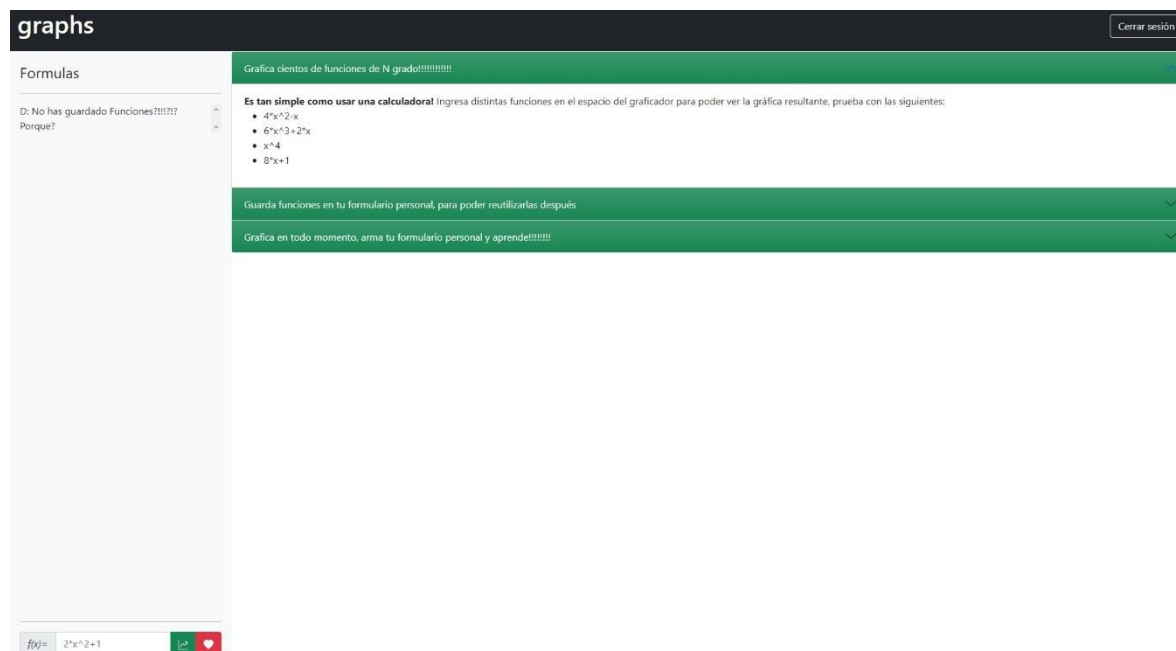 graphs
Cerrar sesión
Formulas
D: No has guardado Funciones?!!!?!?
Porque?
Grafica cientos de funciones de N grado!!!!!!!!!!!!
Es tan simple como usar una calculadora! Ingresa distintas funciones en el espacio del graficador para poder ver la gráfica resultante, prueba con las siguientes:
• 4*x^2-x
• 6*x^3+2*x
• x^4
• 8*x+1
Guarda funciones en tu formulario personal, para poder reutilizarlas después
Grafica en todo momento, arma tu formulario personal y aprende!!!!!!!!
f(x)= 2*x^2+1